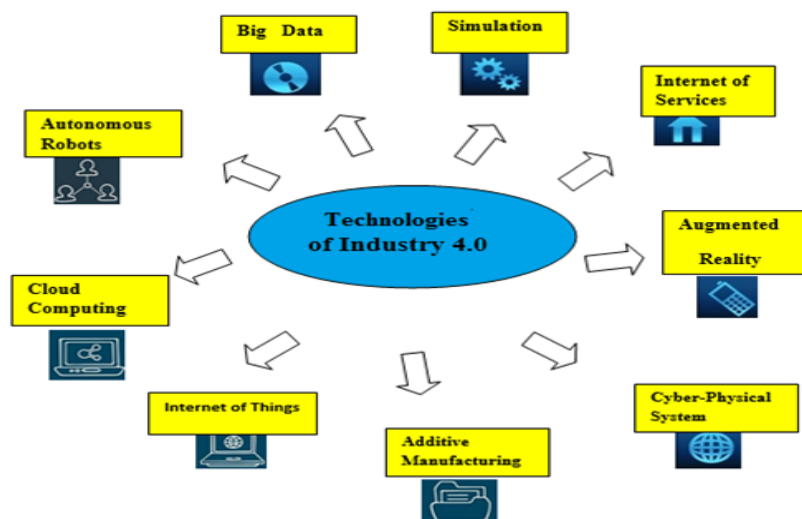 Big Data
Simulation
Internet of
Services
Autonomous
Robots
Technologies
of Industry 4.0
Augmented
Reality
Cloud
Computing
Internet of Things
Cyber-Physical
System
Additive
Manufacturing